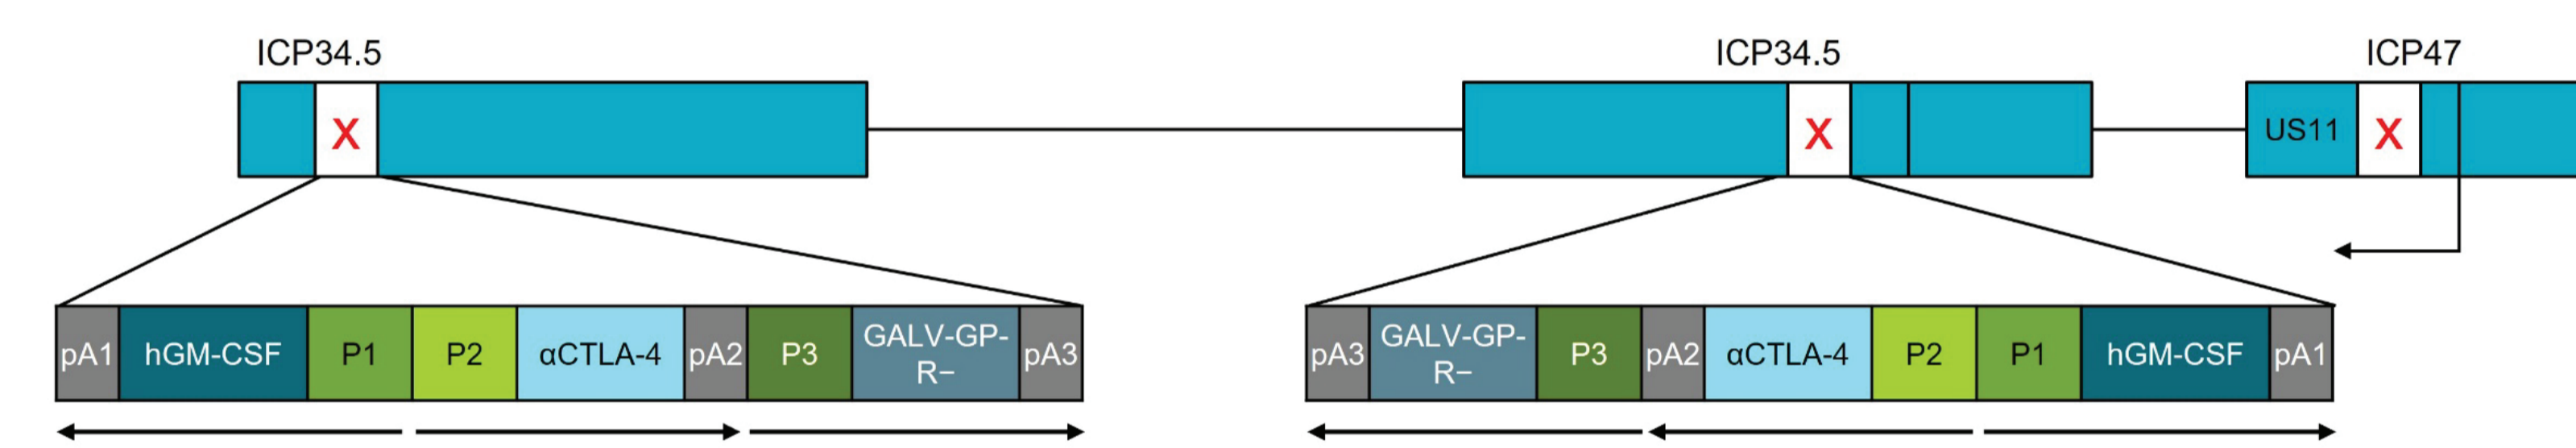 ICP34.5
ICP34.5
ICP47
X
X
US11
X
pA1
hGM-CSF
P1
P2
αCTLA-4
pA2
P3
GALV-GP-
R−
pA3
pA3
GALV-GP-
R−
P3
pA2
αCTLA-4
P2
P1
hGM-CSF
pA1